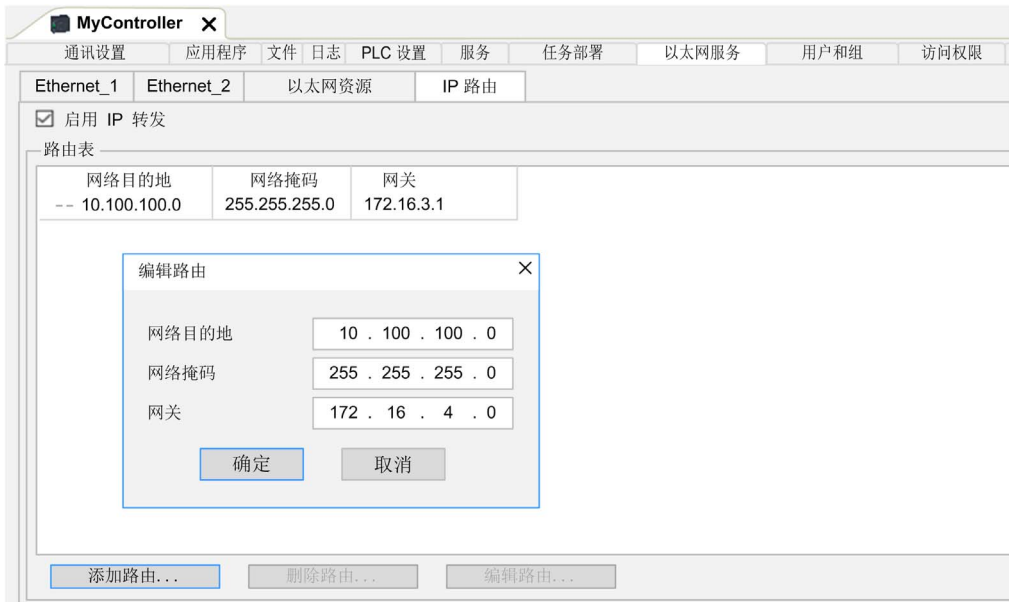 MyController
通讯设置 应用程序 文件 日志 PLC 设置 服务 任务部署 以太网服务 用户和组 访问权限
Ethernet_1 Ethernet_2 以太网资源 IP 路由
启用 IP 转发
路由表
网络目的地 网络掩码 网关
-- 10.100.100.0 255.255.255.0 172.16.3.1
编辑路由
网络目的地 10 . 100 . 100 . 0
网络掩码 255 . 255 . 255 . 0
网关 172 . 16 . 4 . 0
确定 取消
添加路由... 删除路由... 编辑路由...